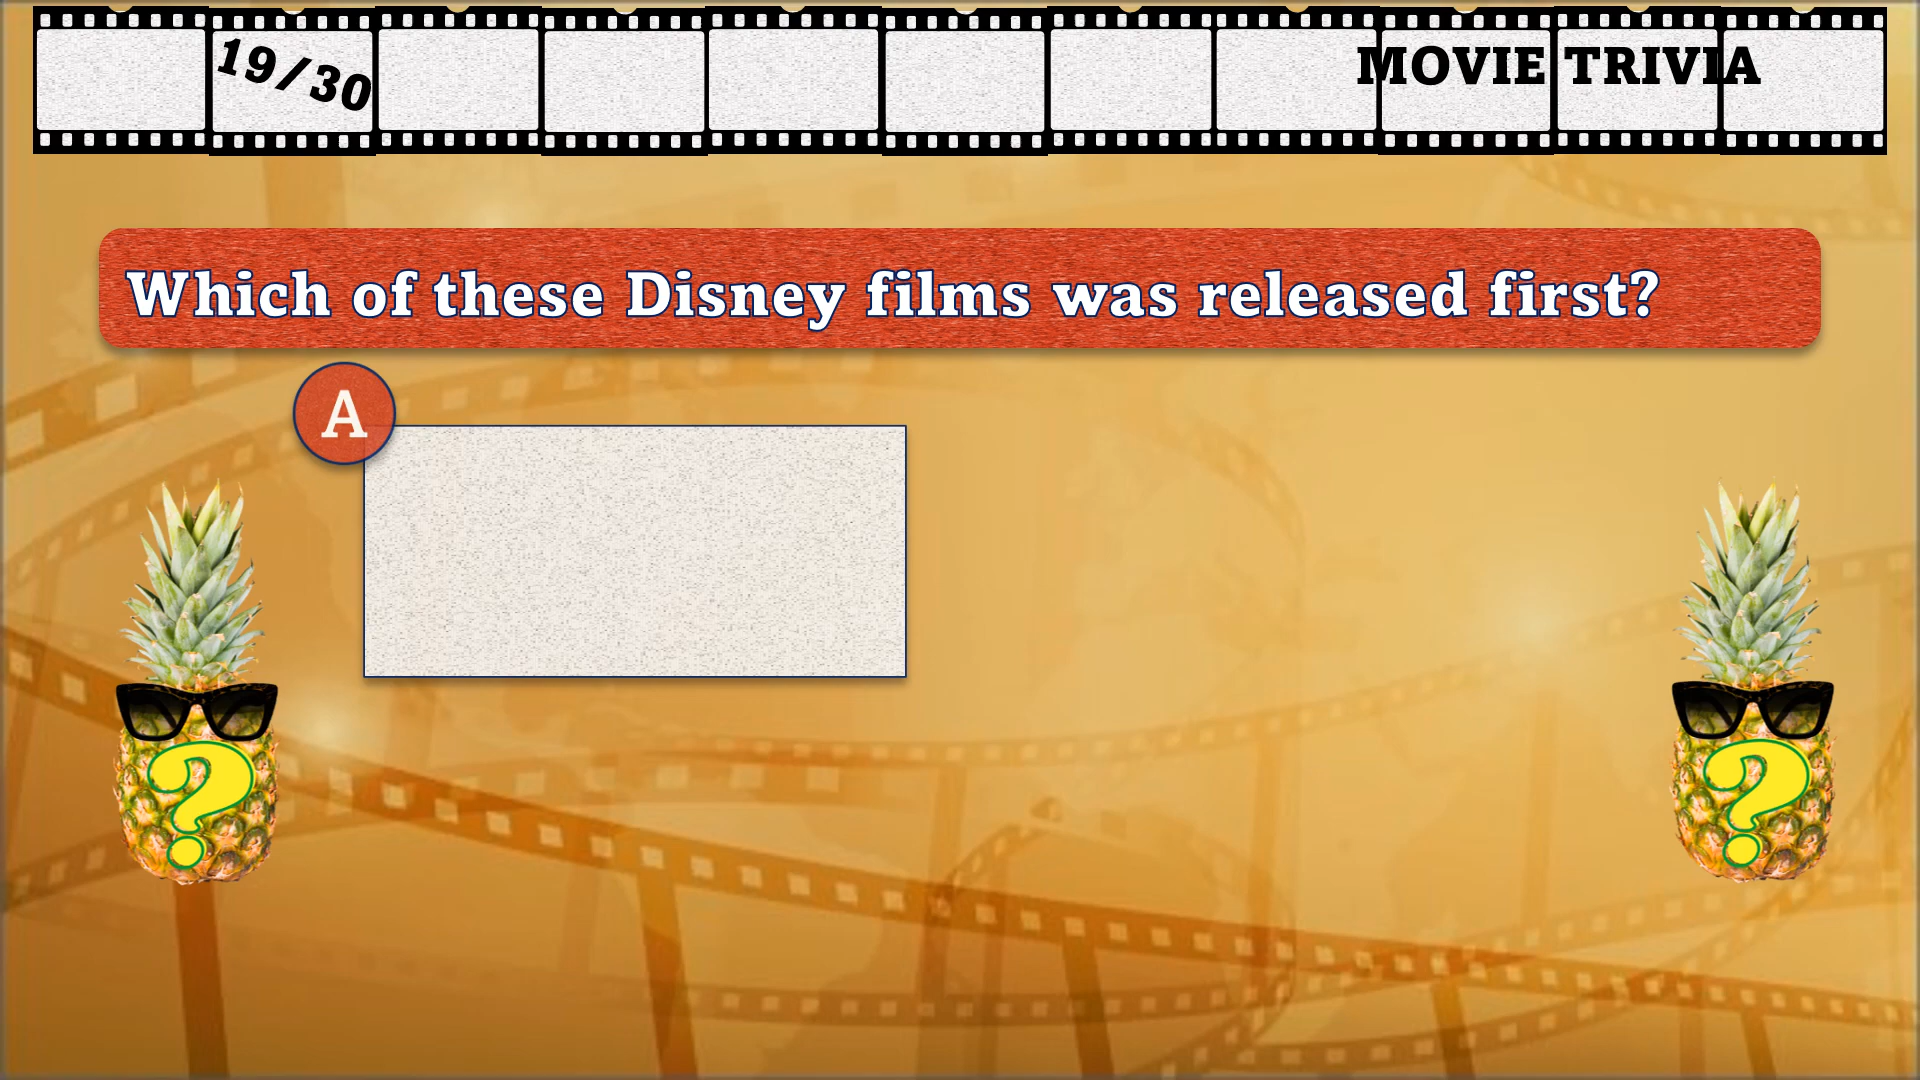 19/30
MOVIE TRIVIA
Which of these Disney films was released first?
A
?
?